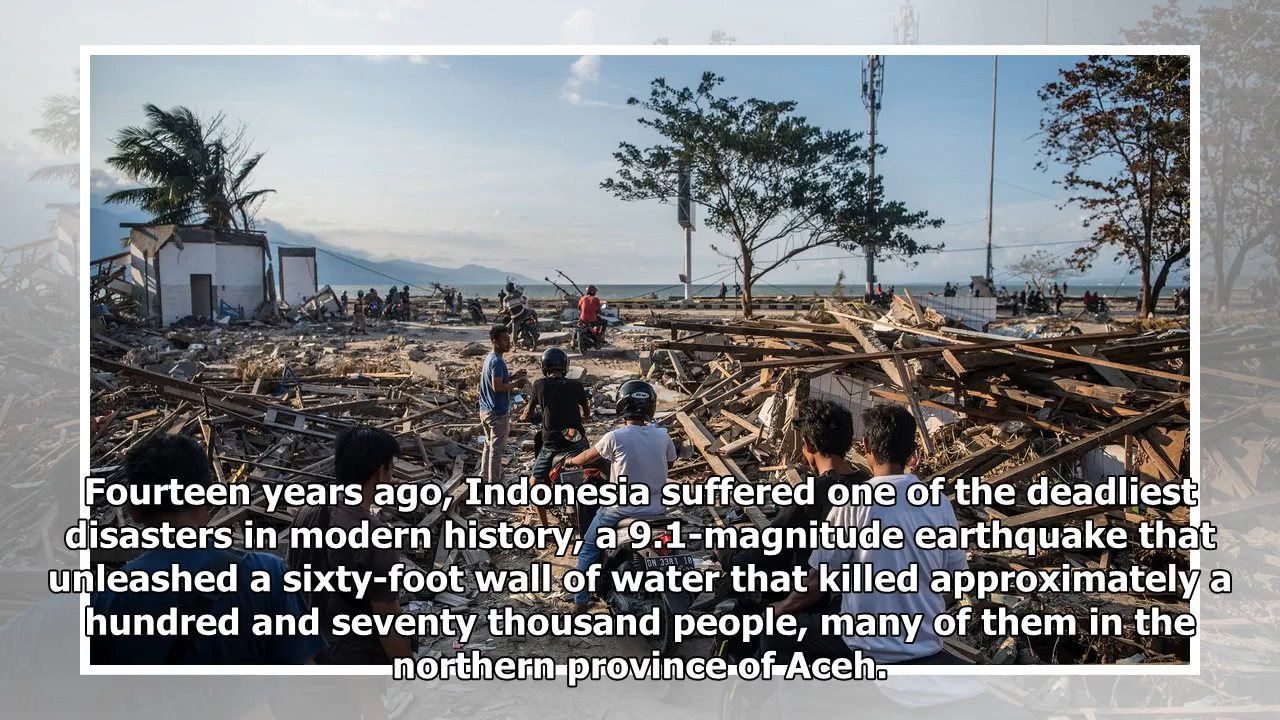 Fourteen years ago, Indonesia suffered one of the deadliest
disasters in modern history, a 9.1-magnitude earthquake that
unleashed a sixty-foot wall of water that killed approximately a
hundred and seventy thousand people, many of them in the
northern province of Aceh.